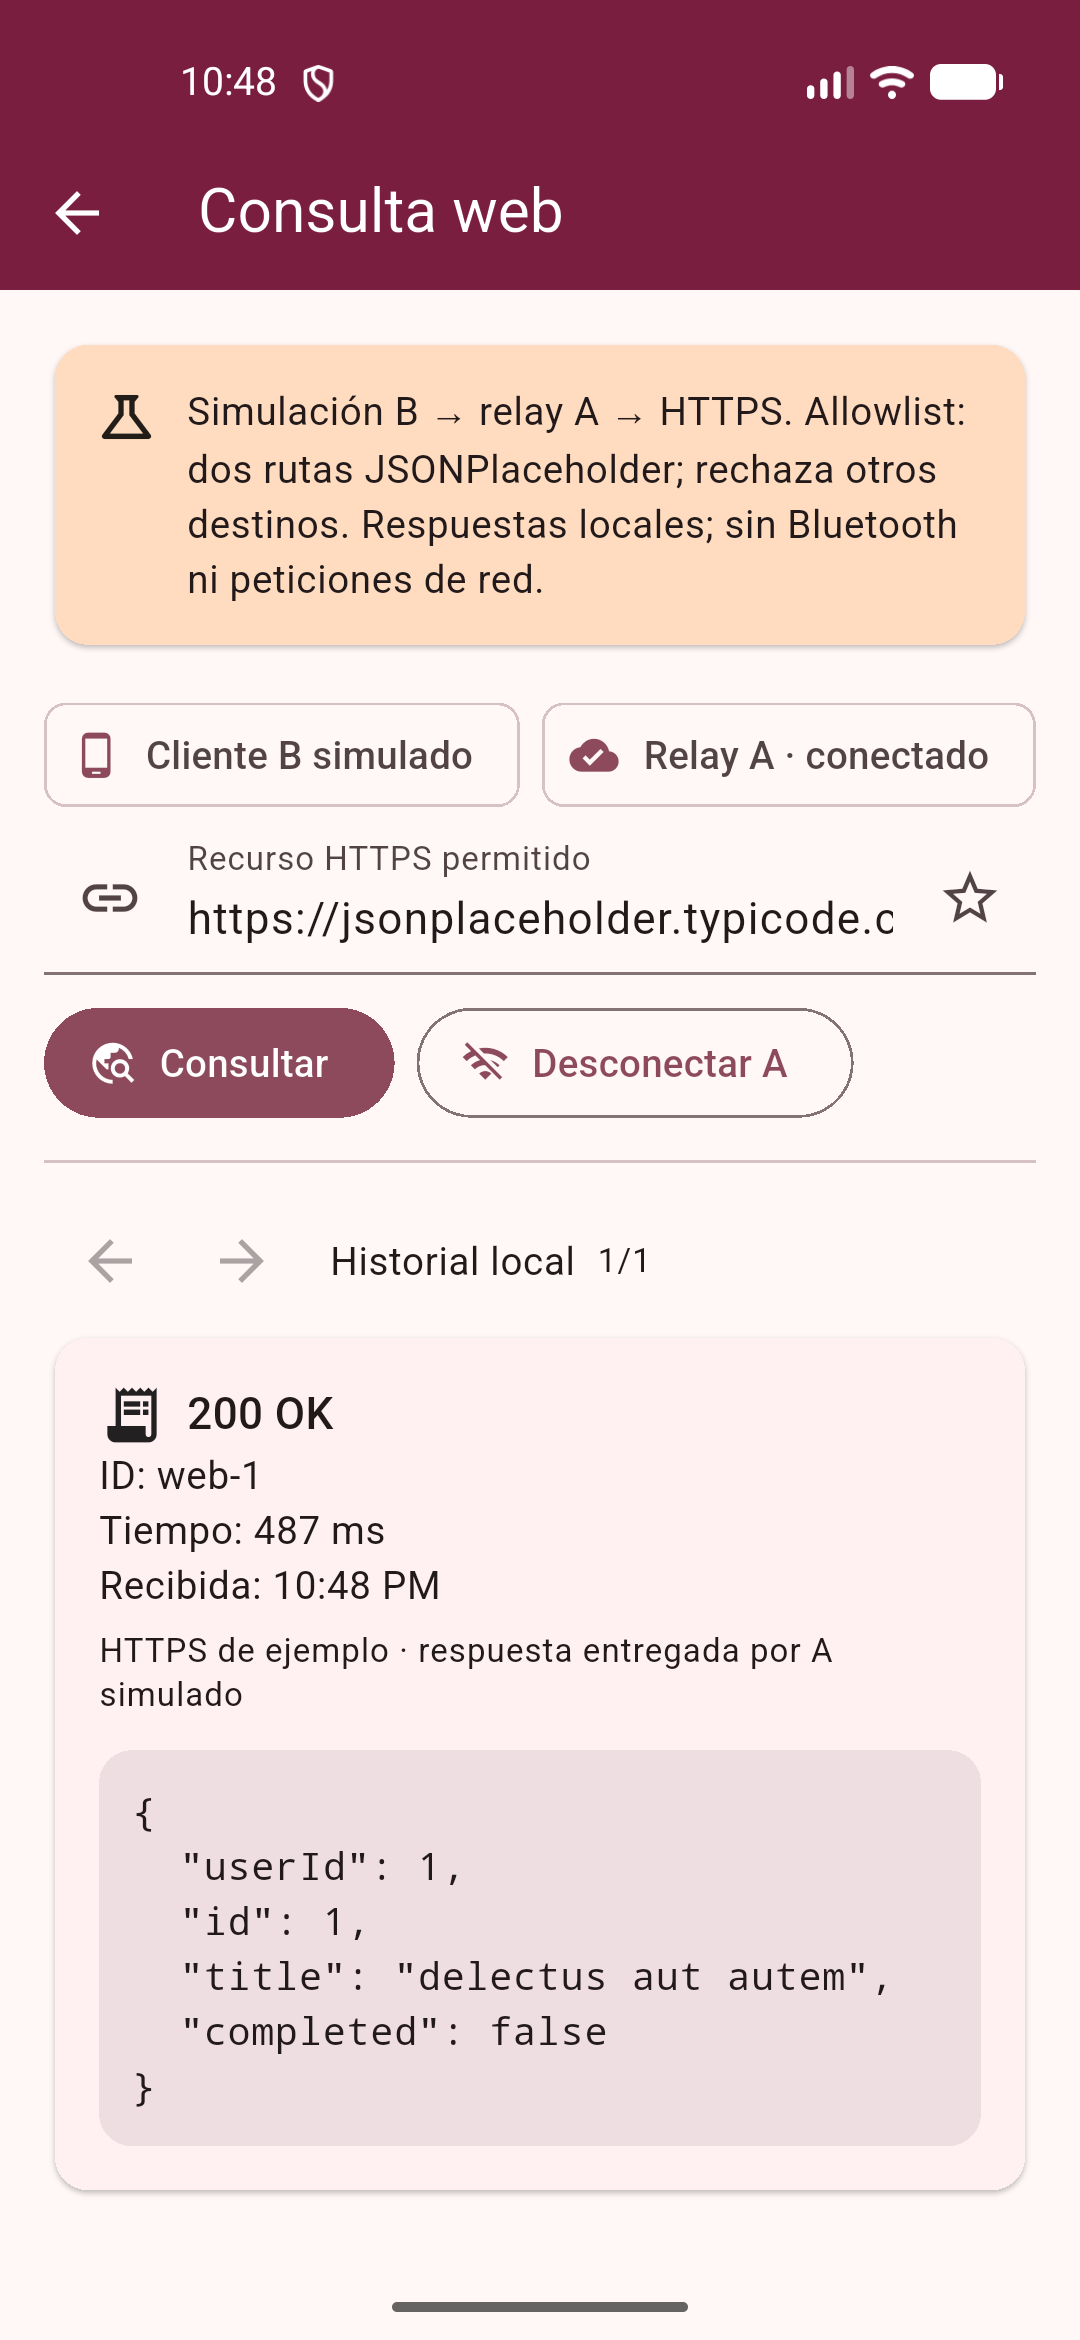 10:48
Consulta web
Simulación B → relay A → HTTPS. Allowlist:
dos rutas JSONPlaceholder; rechaza otros
destinos. Respuestas locales; sin Bluetooth
ni peticiones de red.
Cliente B simulado
Relay A · conectado
Recurso HTTPS permitido
https://jsonplaceholder.typicode.c
Consultar
Desconectar A
Historial local 1/1
200 OK
ID: web-1
Tiempo: 487 ms
Recibida: 10:48 PM
HTTPS de ejemplo · respuesta entregada por A
simulado
{
  "userId": 1,
  "id": 1,
  "title": "delectus aut autem",
  "completed": false
}